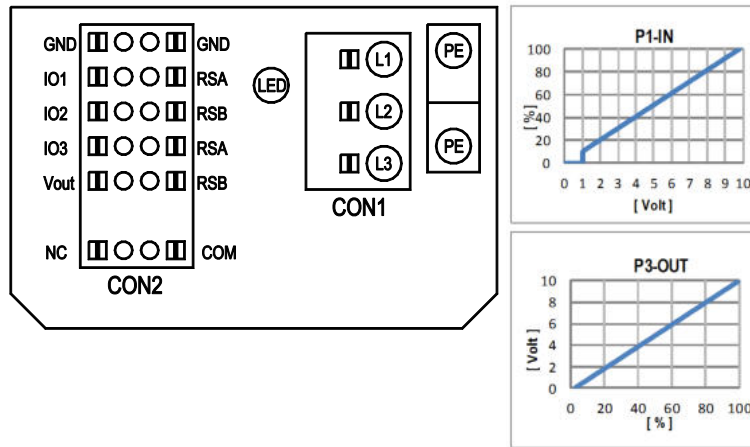 GND GND
IO1 RSA
IO2 RSB
IO3 RSA
Vout RSB
NC COM
CON2
LED
L1
L2
L3
CON1
PE
PE
P1-IN
[%]
100
80
60
40
20
0
0 1 2 3 4 5 6 7 8 9 10
[ Volt ]
P3-OUT
[ Volt ]
10
8
6
4
2
0
0 20 40 60 80 100
[ % ]